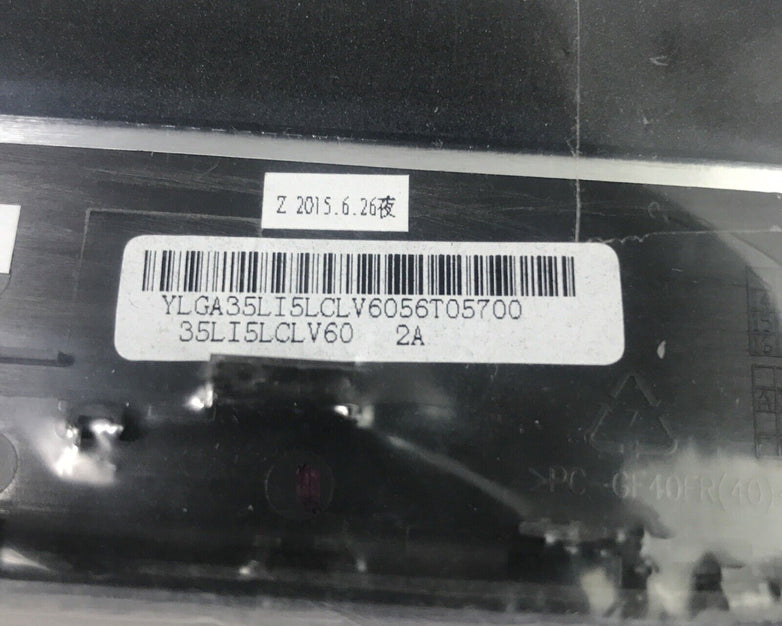 Z 2015.6.26夜
YLGA35LI5LCLV6056T05700
35LI5LCLV60 2A
>PC-GF40FR(40)